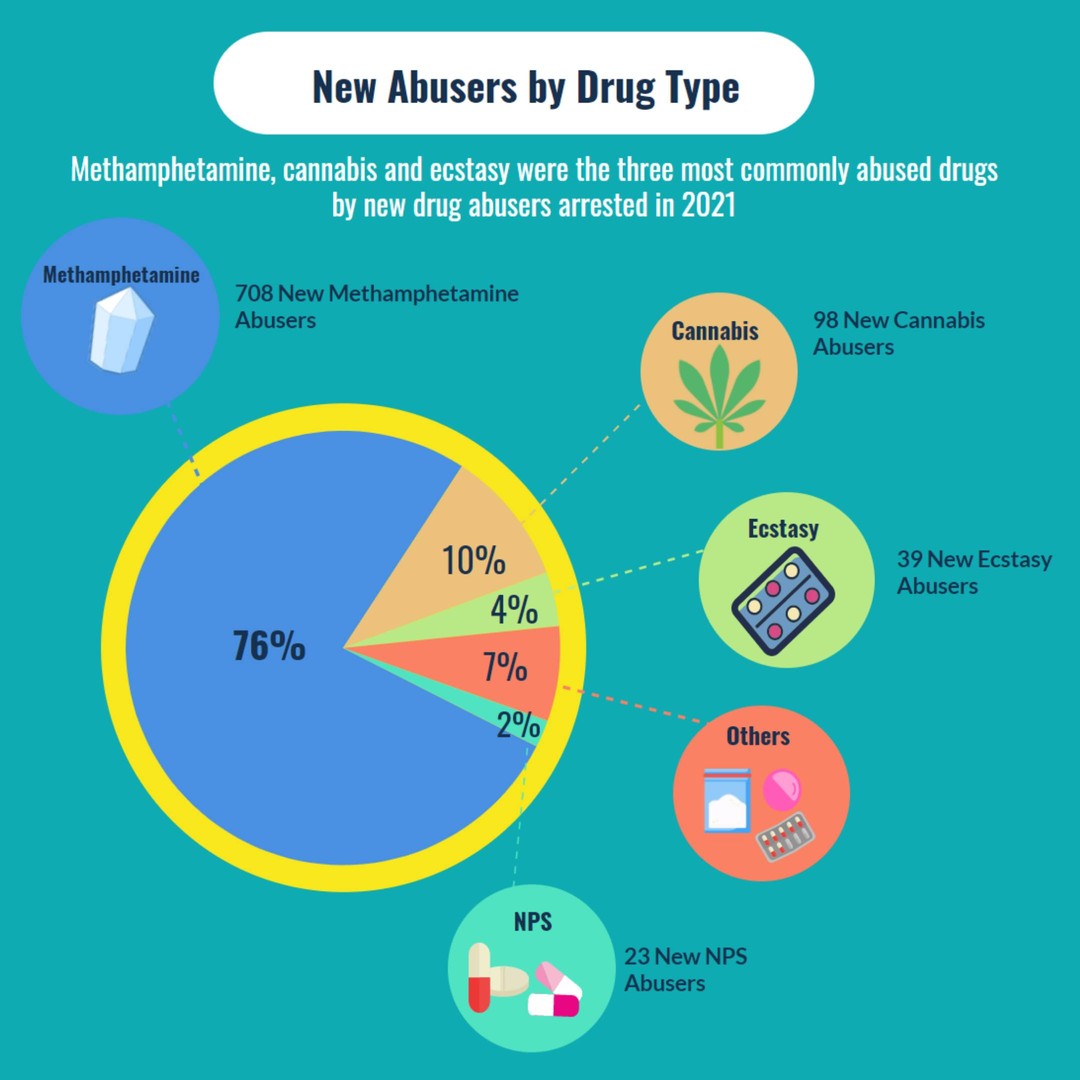 New Abusers by Drug Type
Methamphetamine, cannabis and ecstasy were the three most commonly abused drugs
by new drug abusers arrested in 2021
Methamphetamine
708 New Methamphetamine
Abusers
Cannabis
98 New Cannabis
Abusers
10%
Ecstasy
39 New Ecstasy
Abusers
4%
76%
7%
2%
Others
NPS
23 New NPS
Abusers